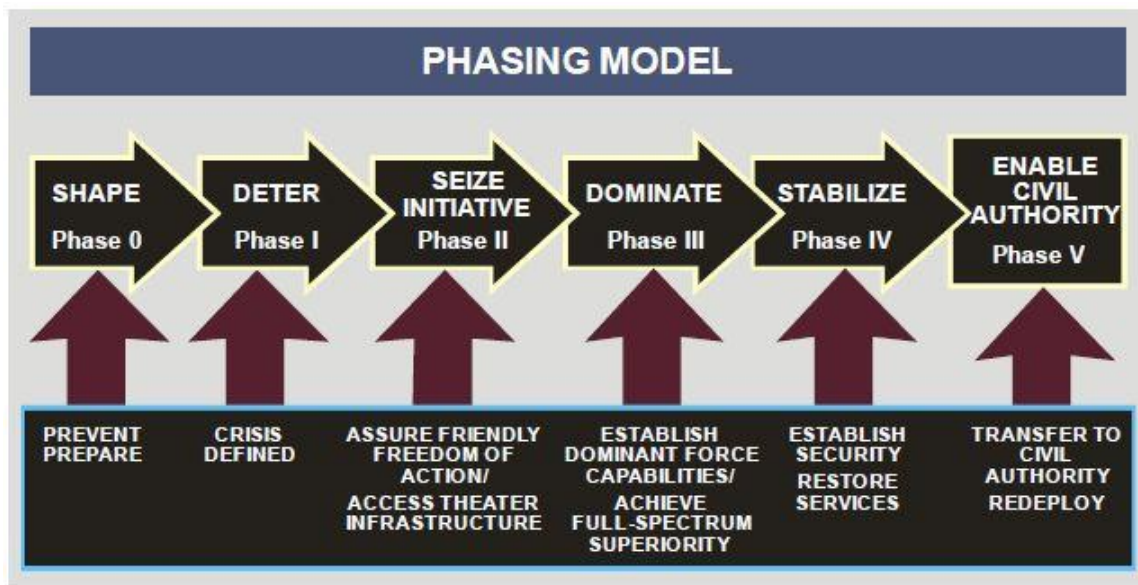 PHASING MODEL
SHAPE
Phase 0
DETER
Phase I
SEIZE
INITIATIVE
Phase II
DOMINATE
Phase III
STABILIZE
Phase IV
ENABLE
CIVIL
AUTHORITY
Phase V
PREVENT
PREPARE
CRISIS
DEFINED
ASSURE FRIENDLY
FREEDOM OF
ACTION/
ACCESS THEATER
INFRASTRUCTURE
ESTABLISH
DOMINANT FORCE
CAPABILITIES/
ACHIEVE
FULL-SPECTRUM
SUPERIORITY
ESTABLISH
SECURITY
RESTORE
SERVICES
TRANSFER TO
CIVIL
AUTHORITY
REDEPLOY